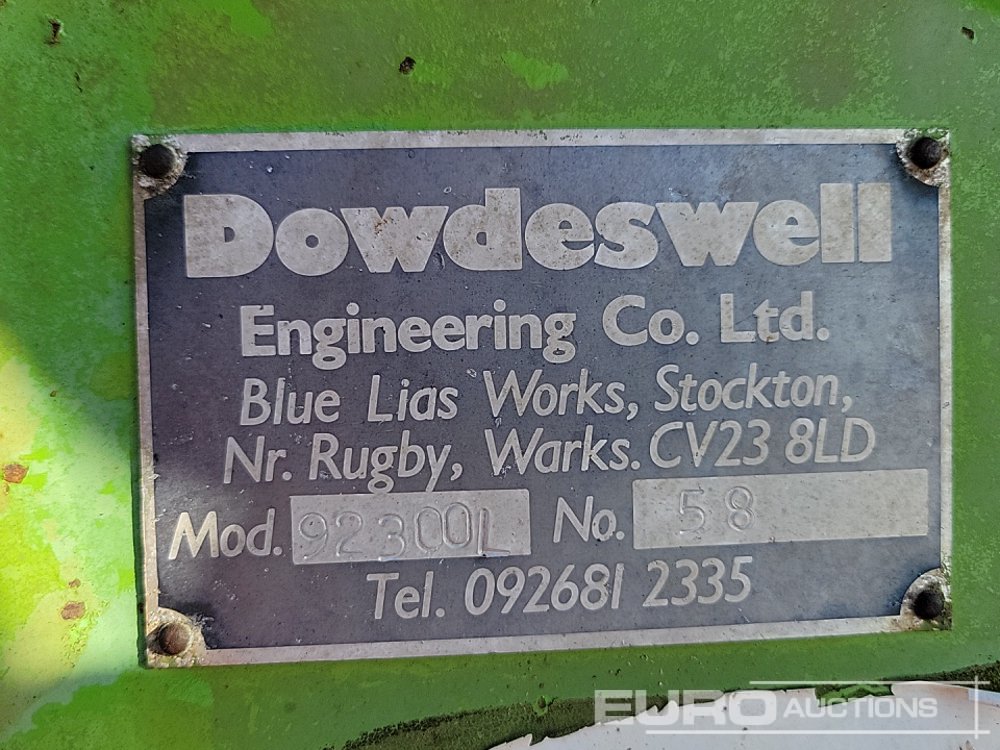 Dowdeswell
Engineering Co. Ltd.
Blue Lias Works, Stockton,
Nr. Rugby, Warks. CV23 8LD
Mod. 92300L No. 58
Tel. 092681 2335
EURO AUCTIONS